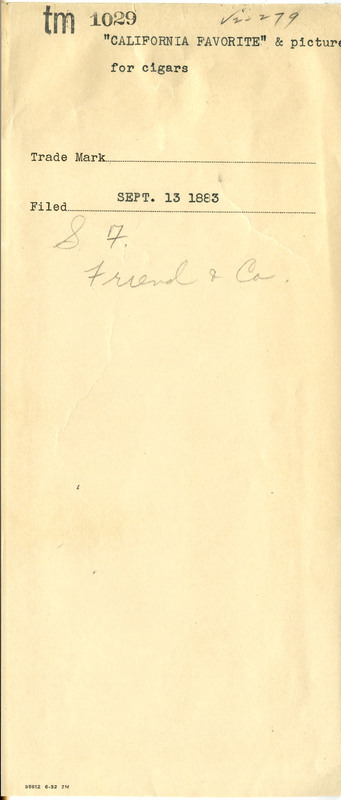 tm 1029
"CALIFORNIA FAVORITE" & picture
for cigars
Trade Mark
Filed SEPT. 13 1883
S. F.
Friend & Co.